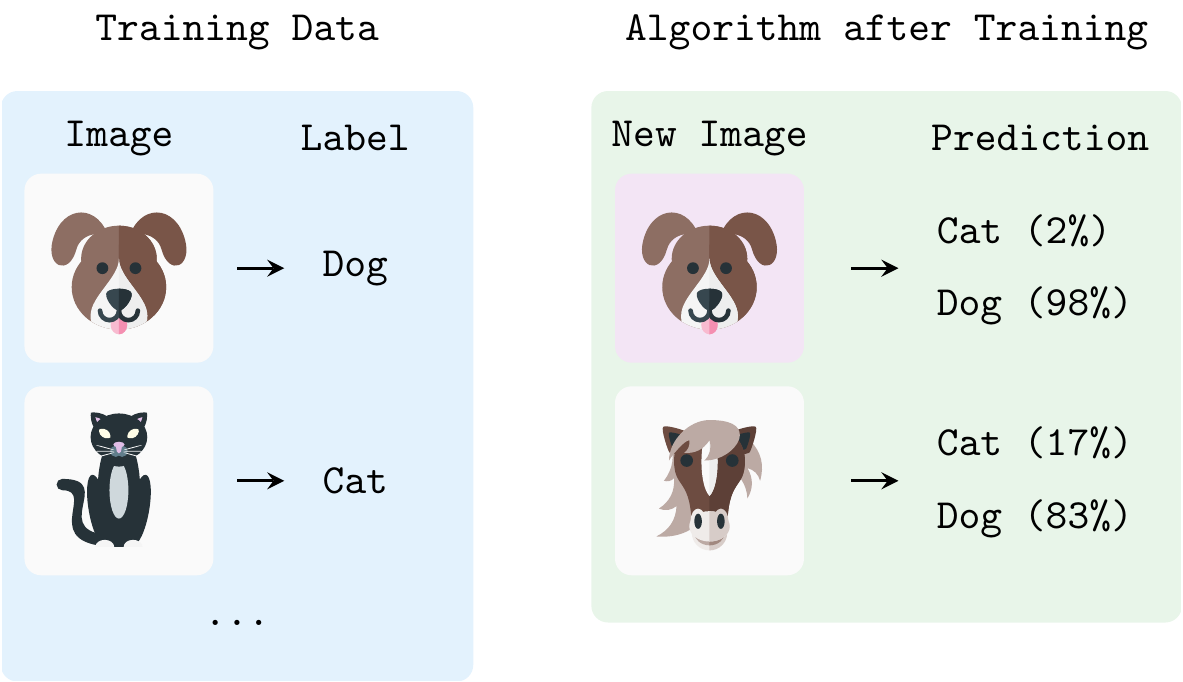 Training Data
Image Label
Dog
Cat
...
Algorithm after Training
New Image Prediction
Cat (2%)
Dog (98%)
Cat (17%)
Dog (83%)